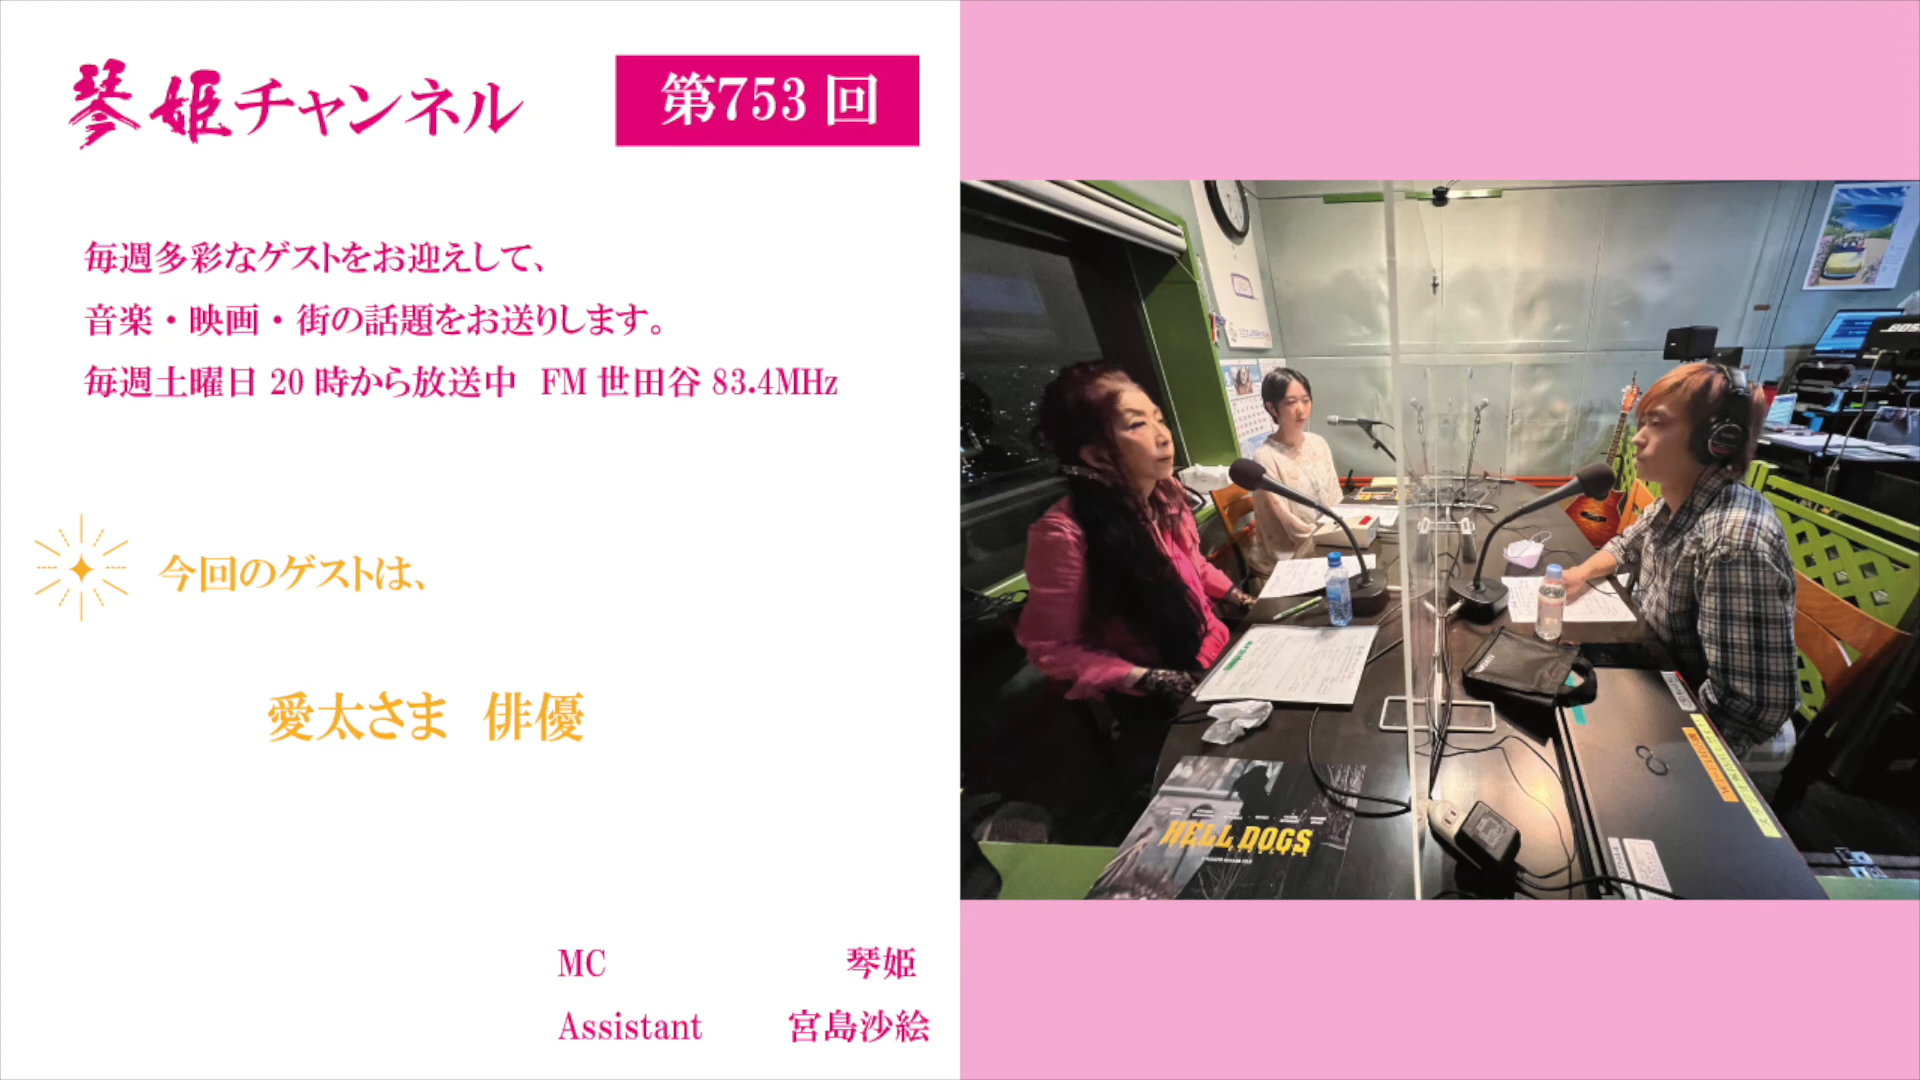 琴姫チャンネル
第753 回
毎週多彩なゲストをお迎えして、
音楽・映画・街の話題をお送りします。
毎週土曜日 20 時から放送中 FM 世田谷 83.4MHz
今回のゲストは、
愛太さま 俳優
MC 琴姫
Assistant 宮島沙絵
BOSE
HELL DOGS